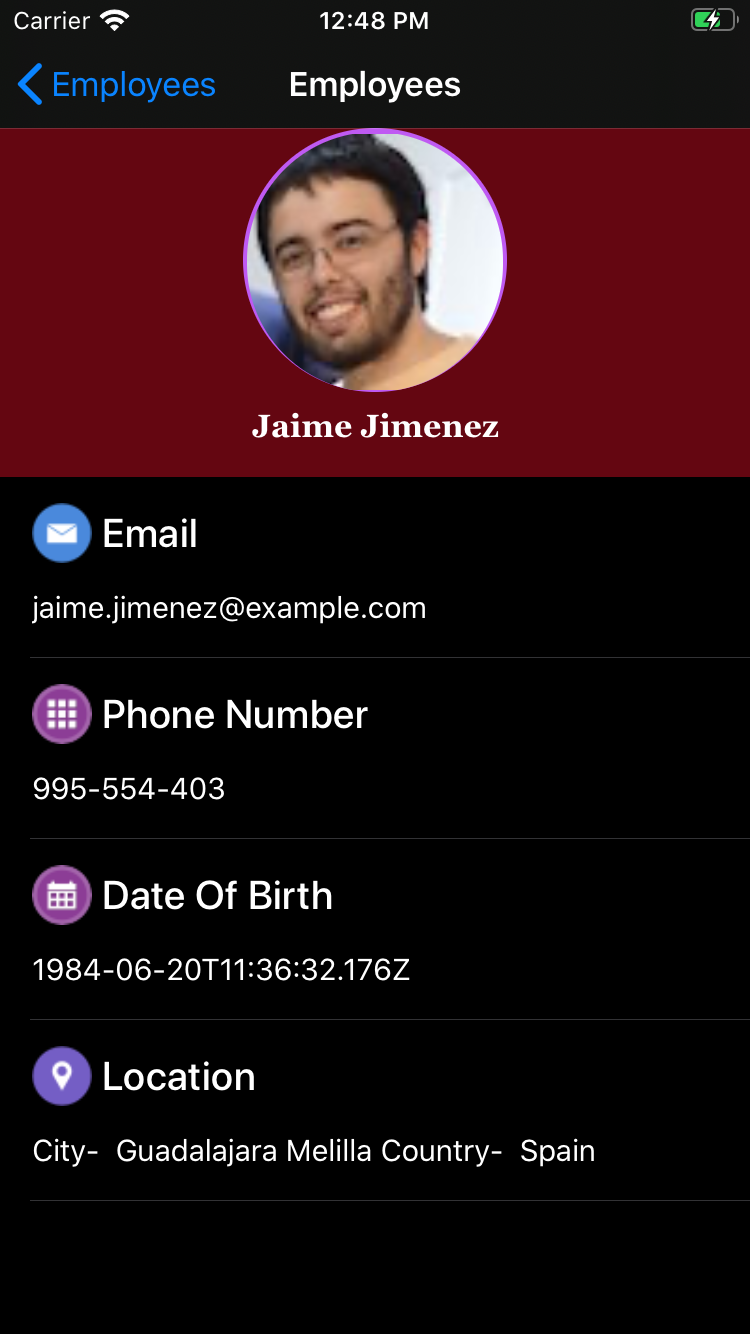 Carrier 12:48 PM
Employees Employees
Jaime Jimenez
Email
jaime.jimenez@example.com
Phone Number
995-554-403
Date Of Birth
1984-06-20T11:36:32.176Z
Location
City-  Guadalajara Melilla Country-  Spain